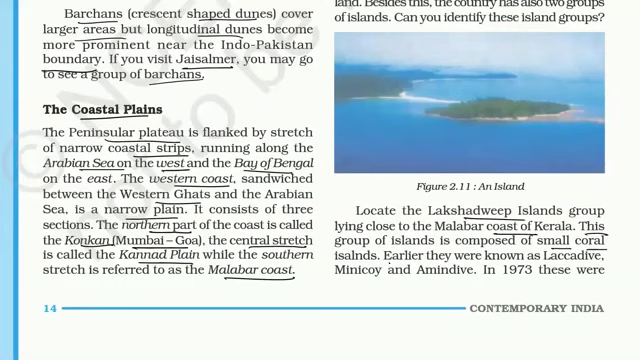 Barchans (crescent shaped dunes) over
larger areas but longitudinal dunes become
more prominent near the Indo-Pakistan
boundary. If you visit Jaisalmer, you may go
to see a group of barchans.
The Coastal Plains
The Peninsular plateau is flanked by stretch
of narrow coastal strips, running along the
Arabian Sea on the west and the Bay of Bengal
on the east. The western coast, sandwiched
between the Western Ghats and the Arabian
Sea, is a narrow plain. It consists of three
sections. The northern part of the coast is called
the Konkan (Mumbai – Goa), the central stretch
is called the Kannad Plain while the southern
stretch is referred to as the Malabar coast.
land. Besides this, the country has also two groups
of islands. Can you identify these island groups?
Figure 2.11 : An Island
Locate the Lakshadweep Islands group
lying close to the Malabar coast of Kerala. This
group of islands is composed of small coral
isalnds. Earlier they were known as Laccadive,
Minicoy and Amindive. In 1973 these were
14
CONTEMPORARY INDIA